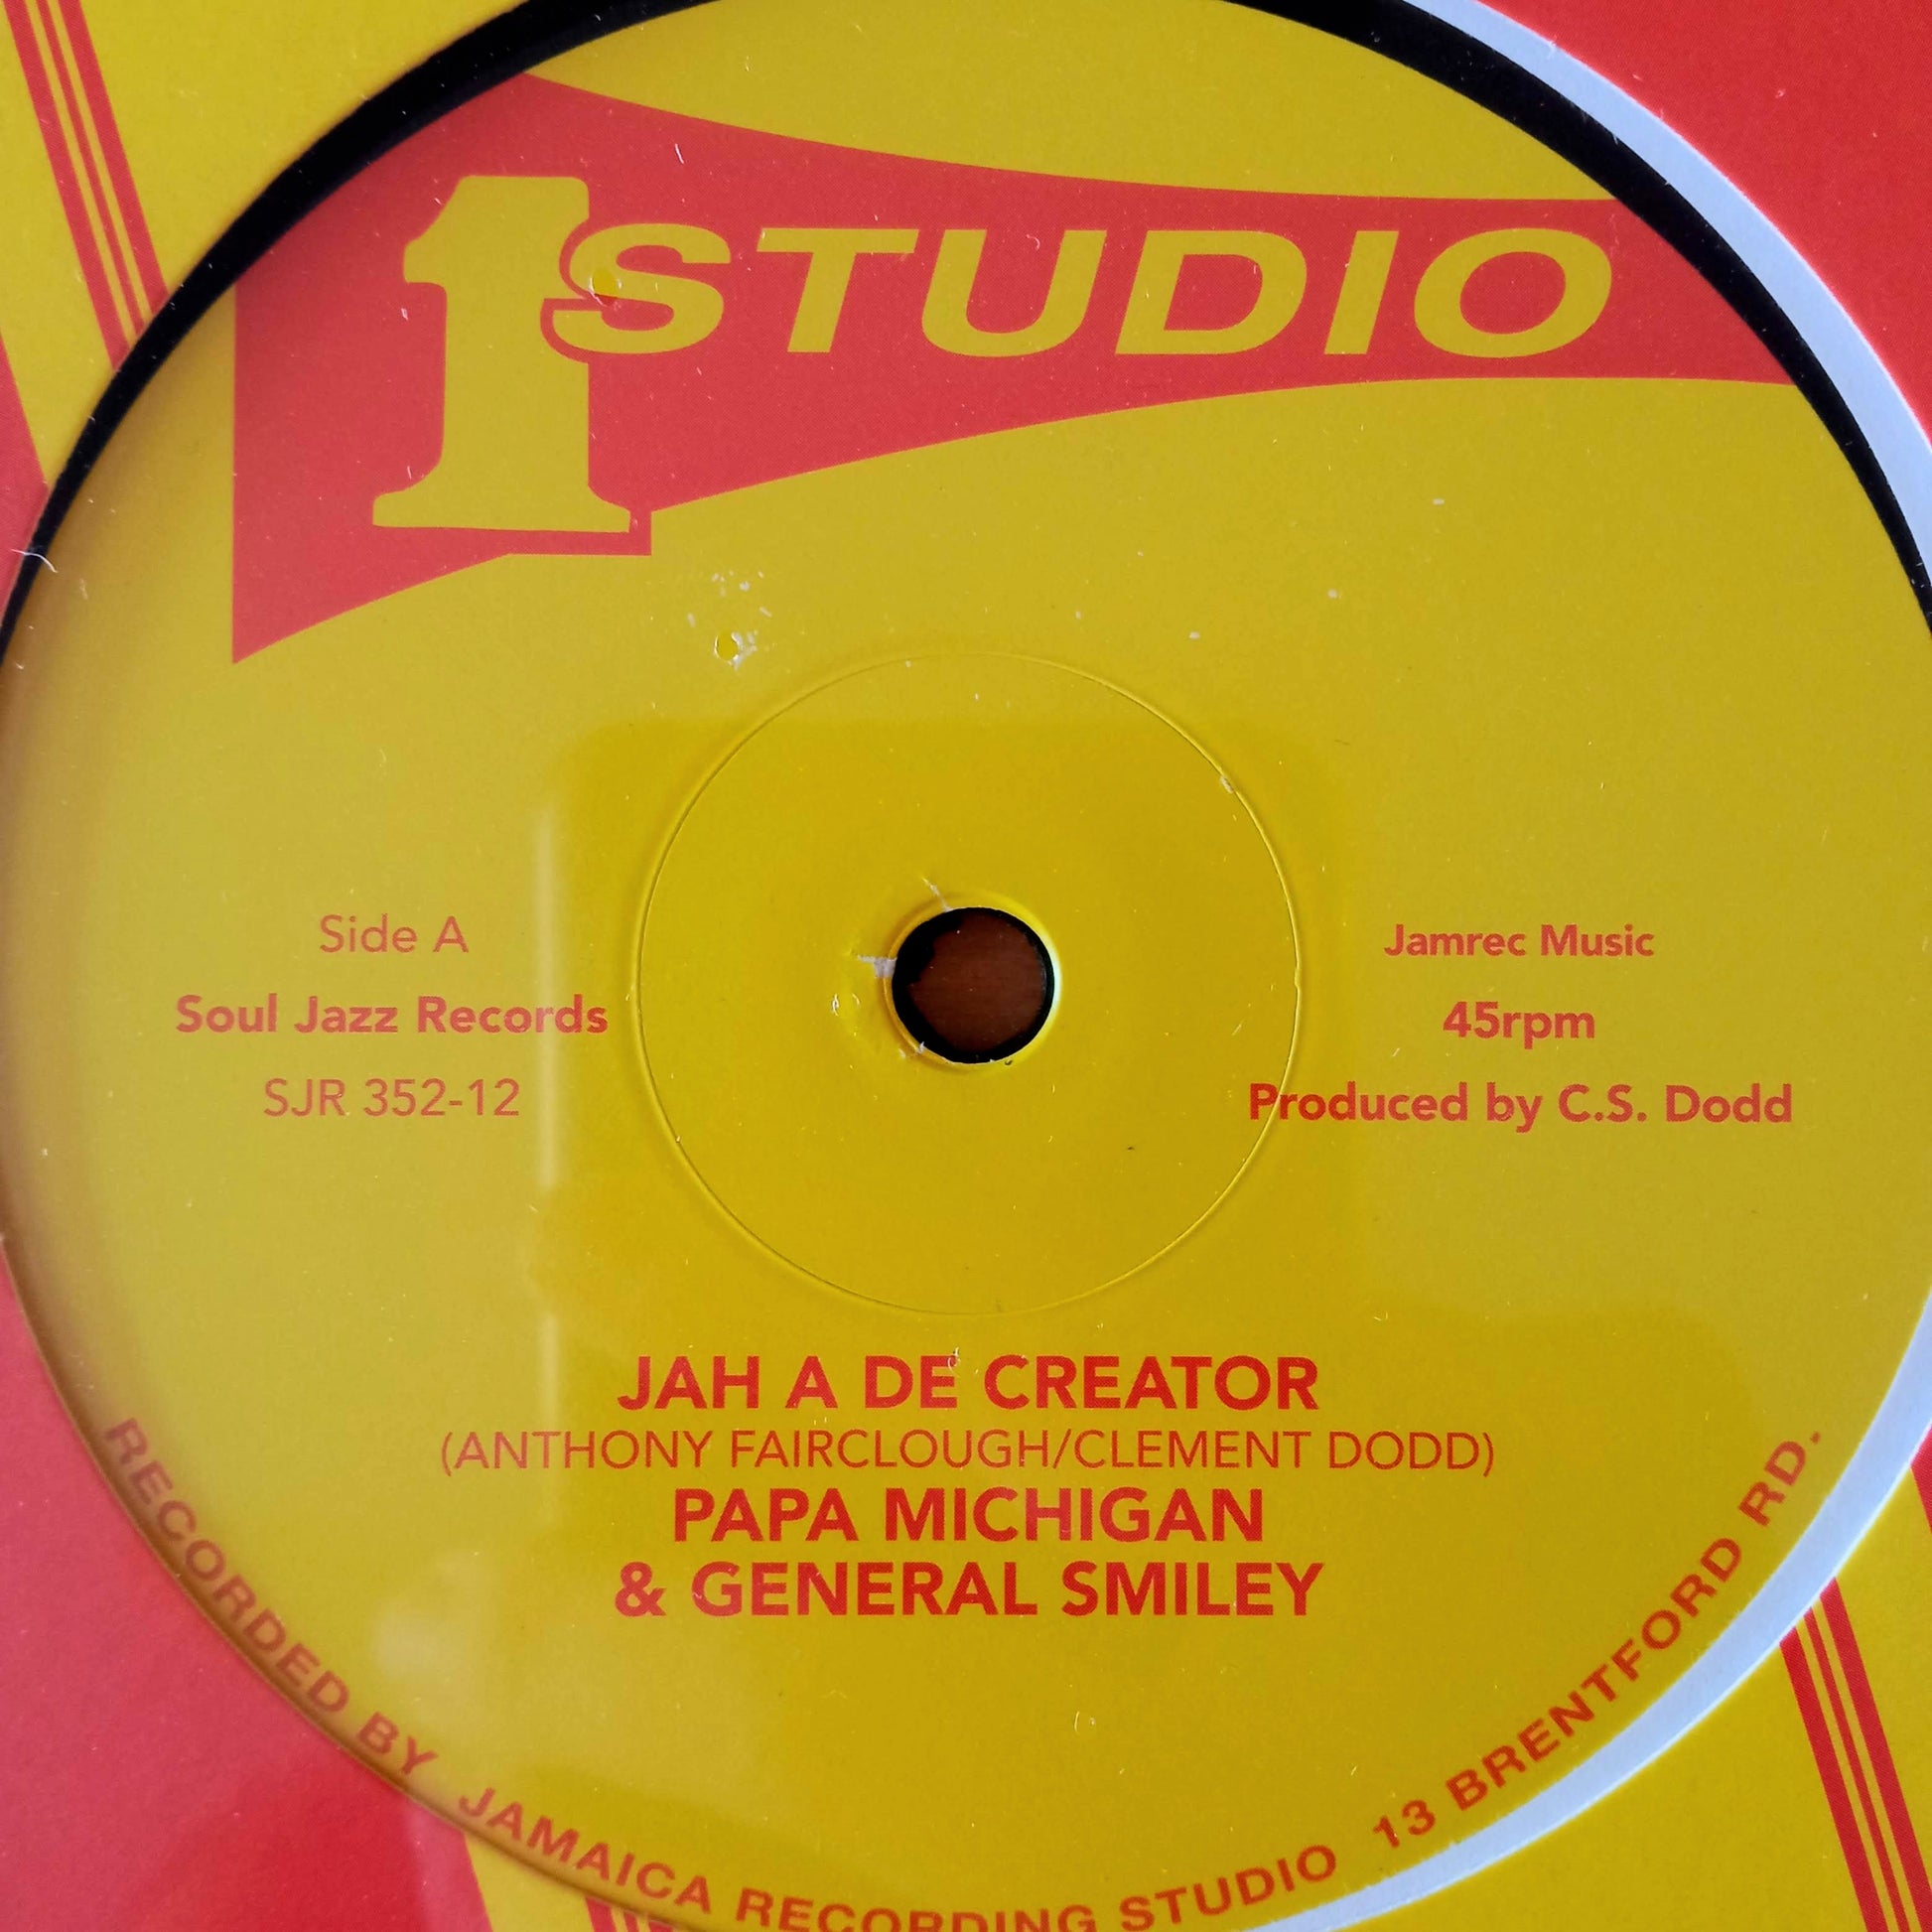 1 STUDIO
Side A
Soul Jazz Records
SJR 352-12
Jamrec Music
45rpm
Produced by C.S. Dodd
JAH A DE CREATOR
(ANTHONY FAIRCLOUGH/CLEMENT DODD)
PAPA MICHIGAN
& GENERAL SMILEY
RECORDED BY JAMAICA RECORDING STUDIO 13 BRENTFORD RD.